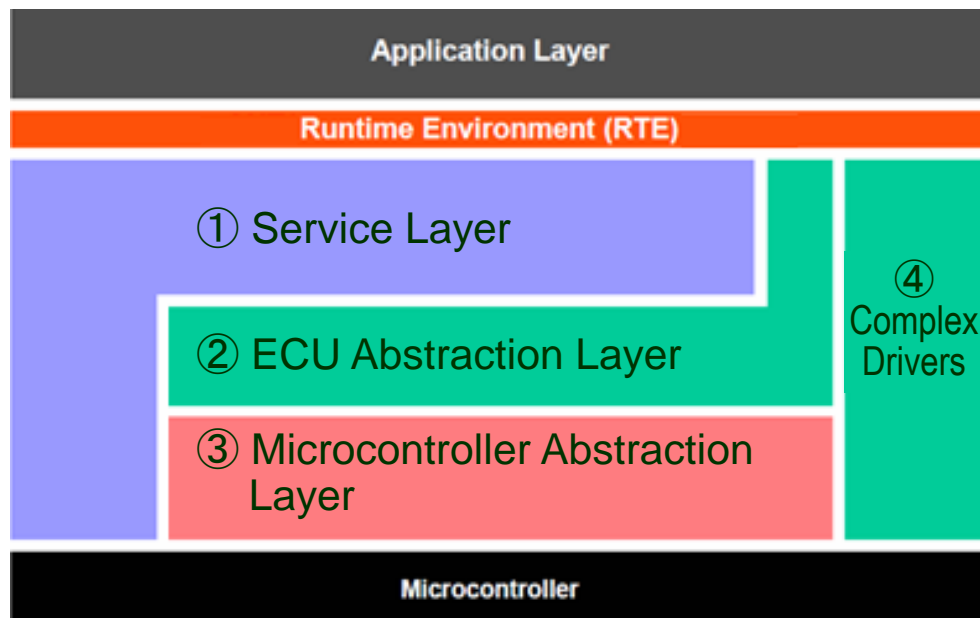 Application Layer
Runtime Environment (RTE)
① Service Layer
② ECU Abstraction Layer
③ Microcontroller Abstraction
Layer
④
Complex
Drivers
Microcontroller